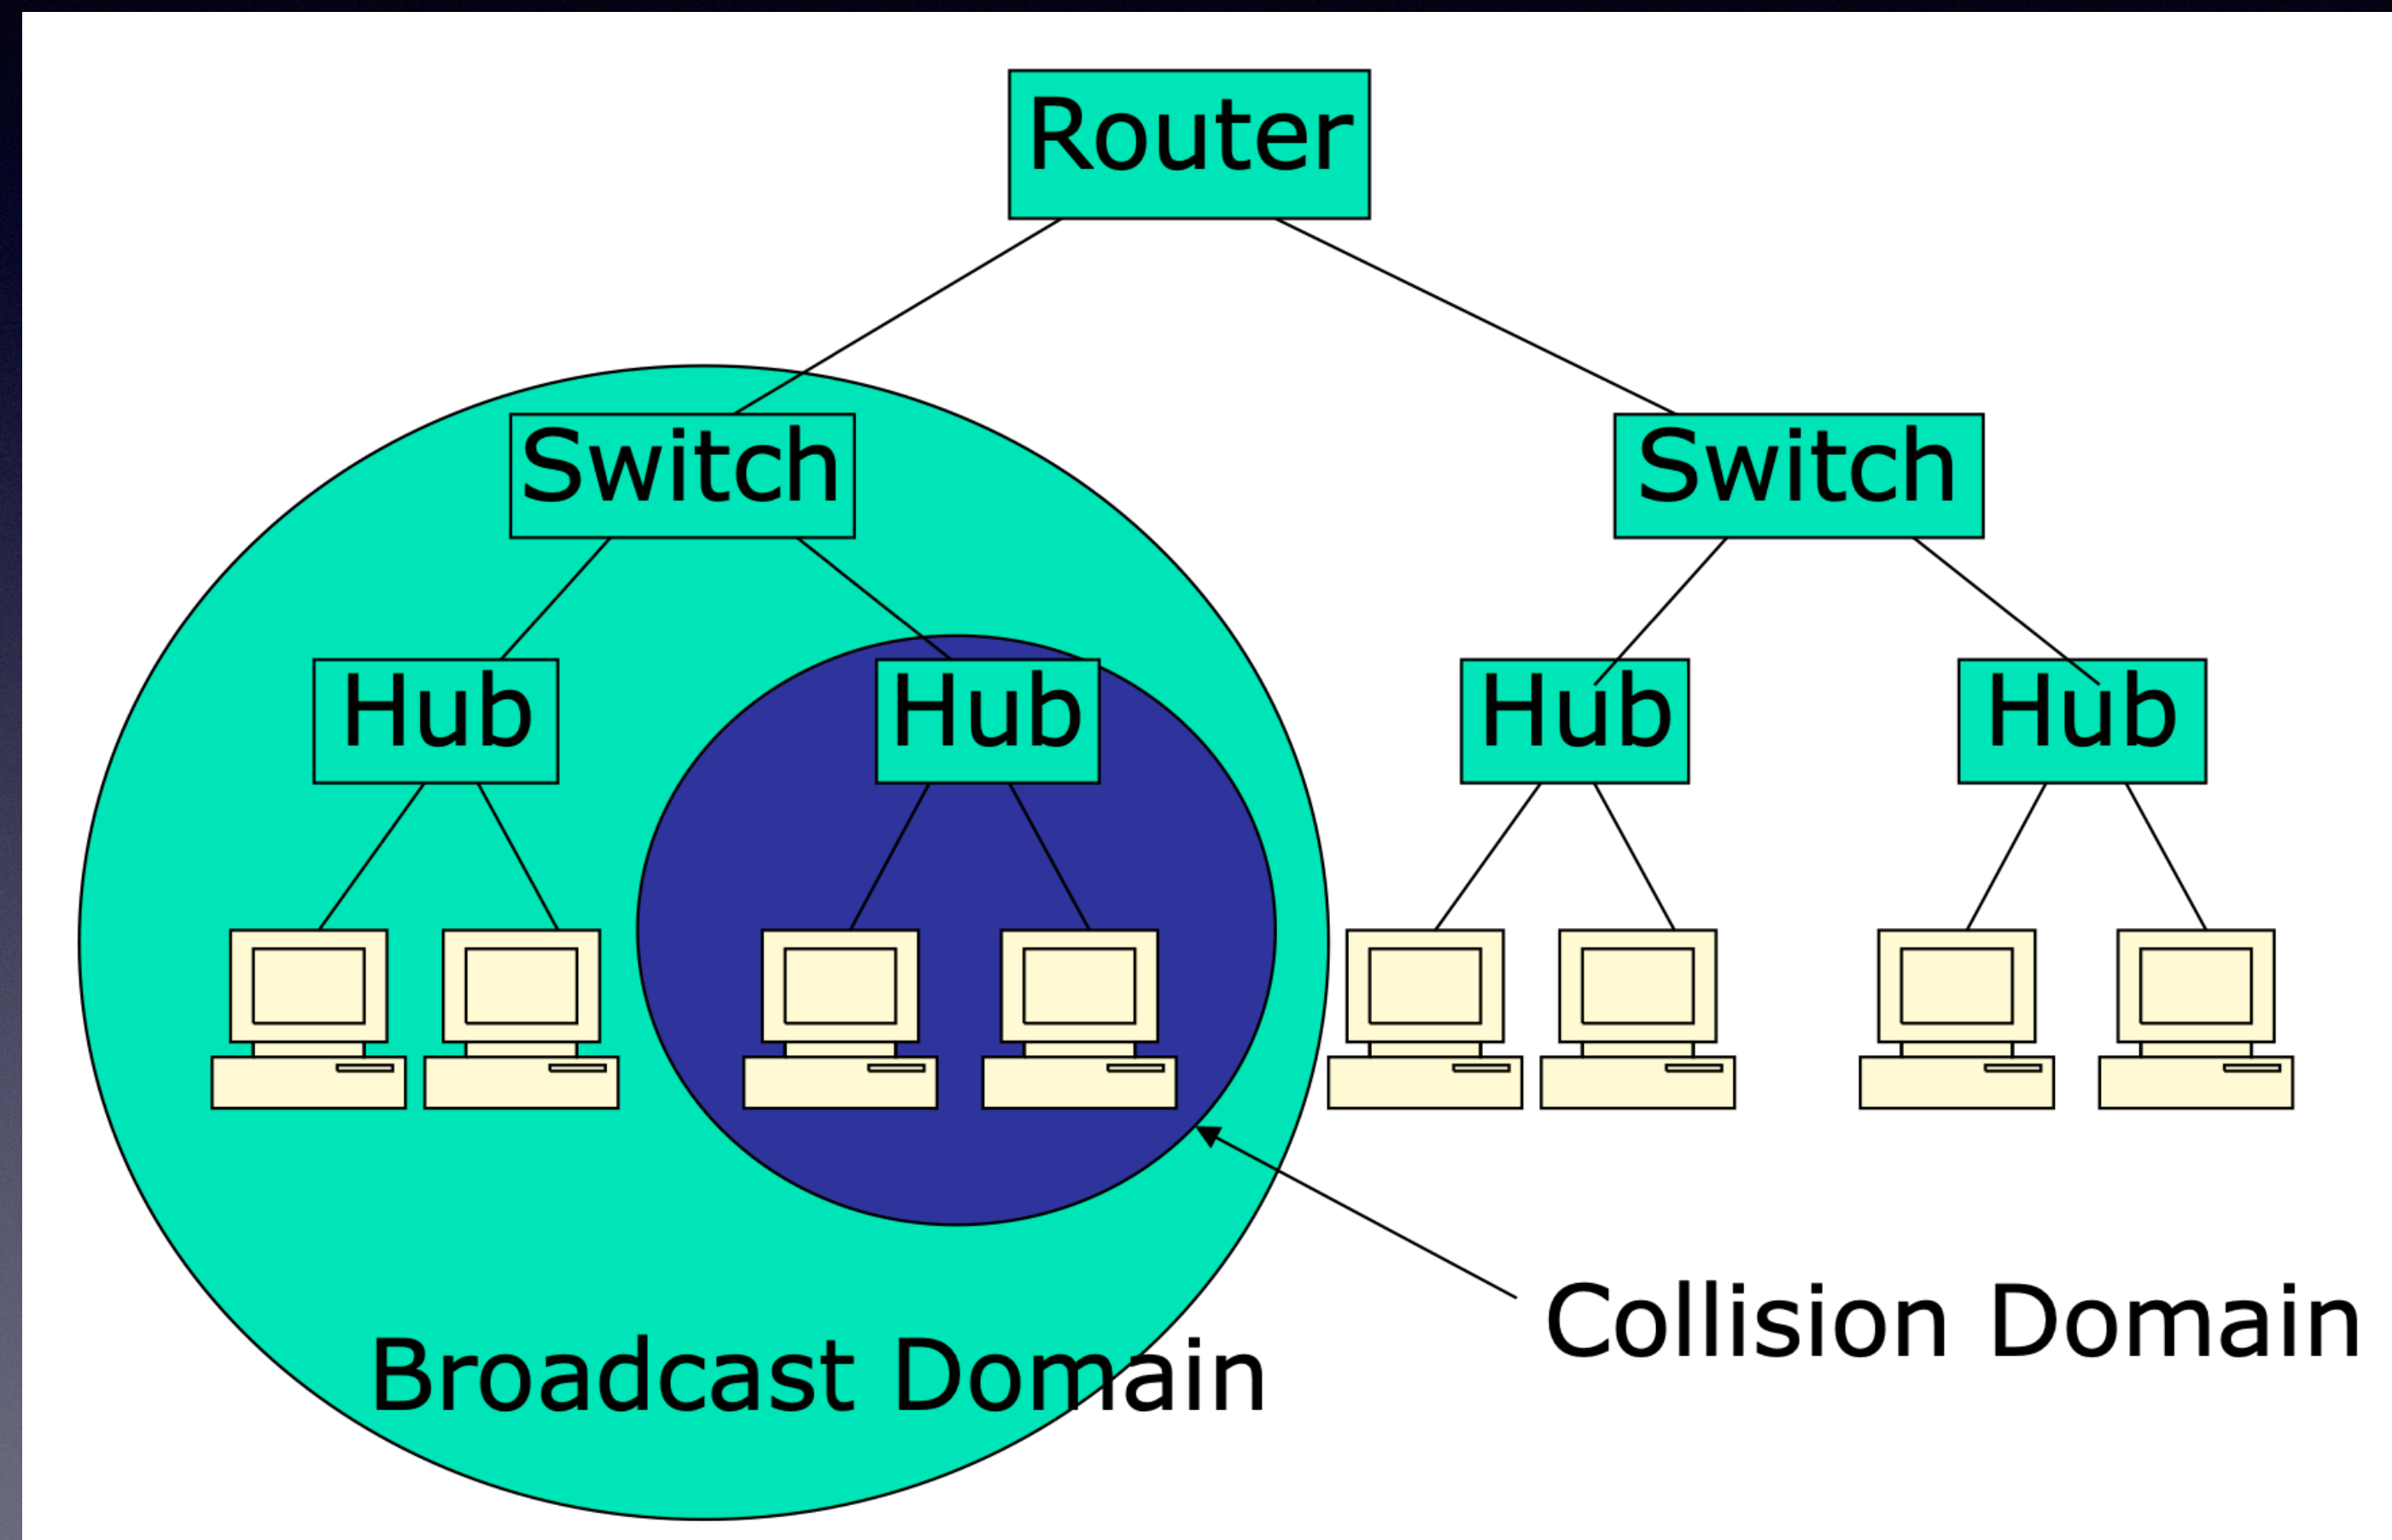 Router
Switch
Switch
Hub
Hub
Hub
Hub
Collision Domain
Broadcast Domain